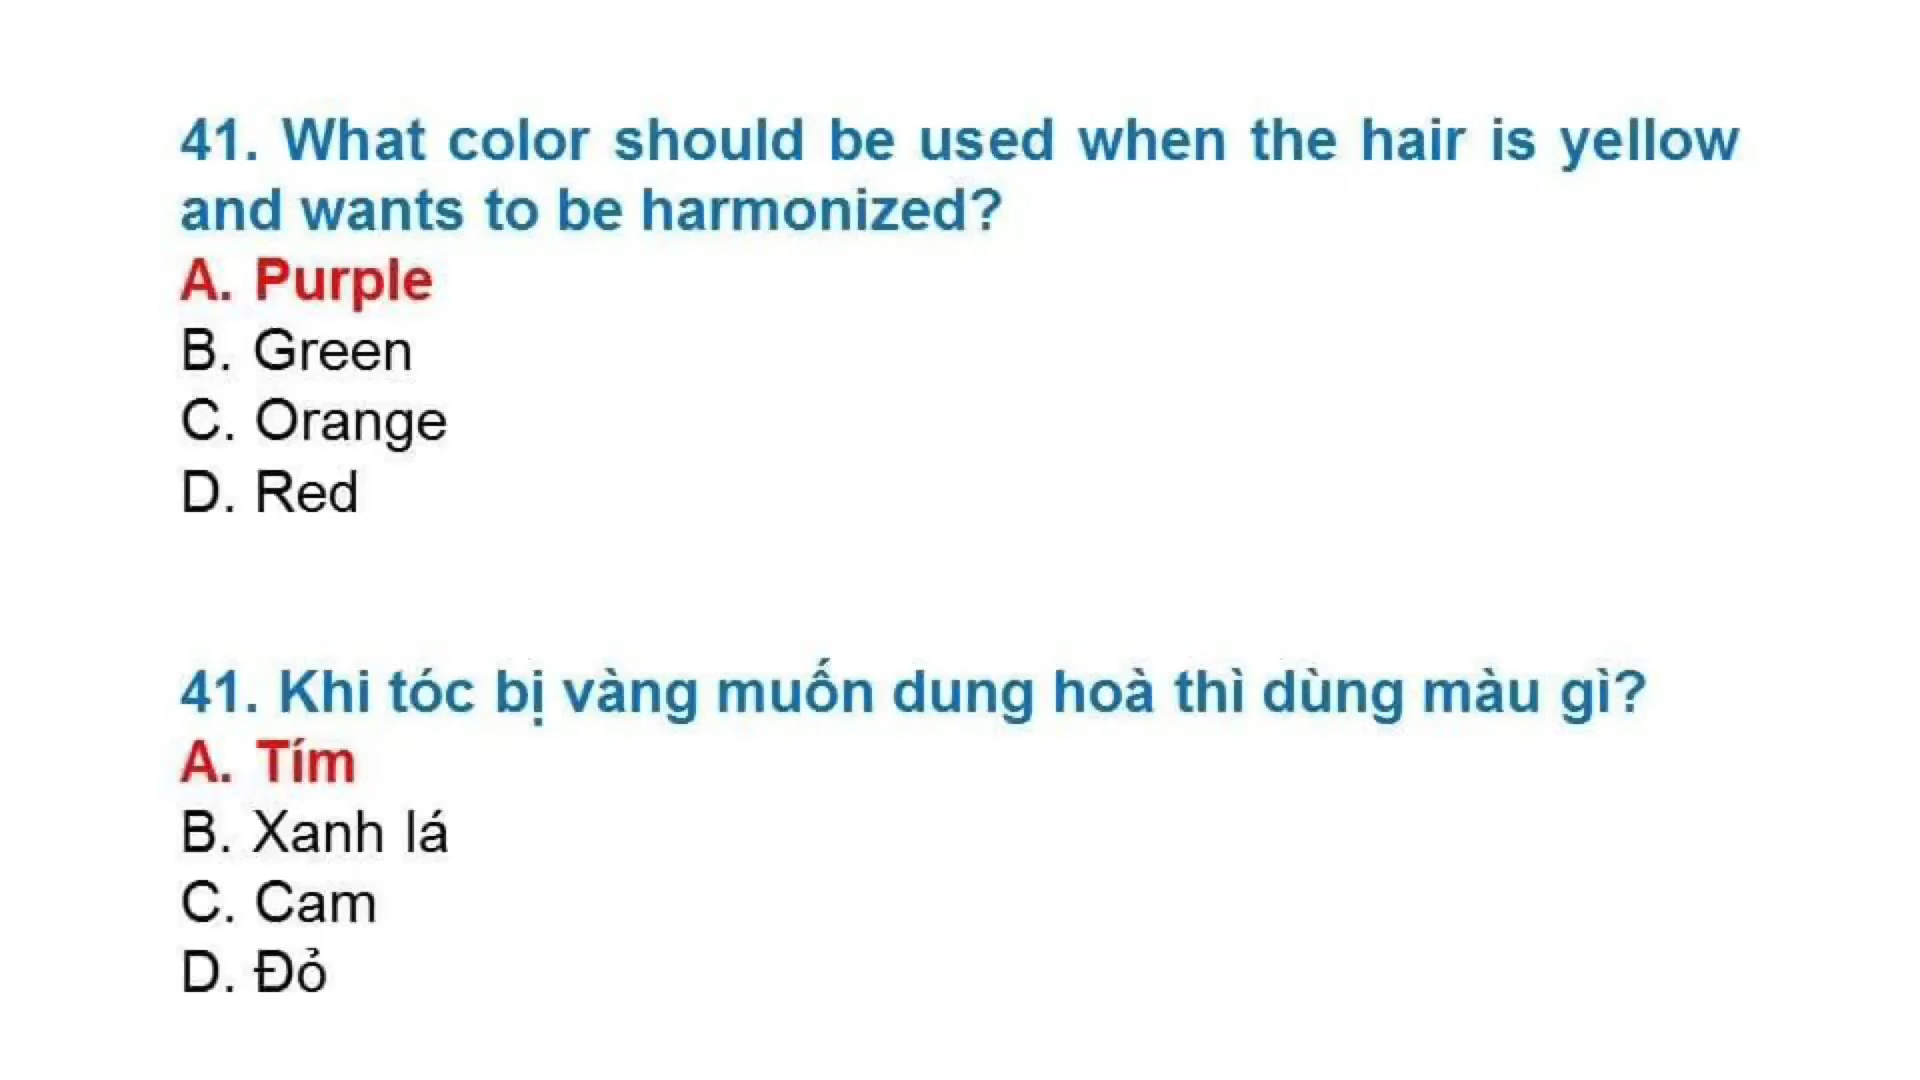 41. What color should be used when the hair is yellow
and wants to be harmonized?
A. Purple
B. Green
C. Orange
D. Red
41. Khi tóc bị vàng muốn dung hoà thì dùng màu gì?
A. Tím
B. Xanh lá
C. Cam
D. Đỏ